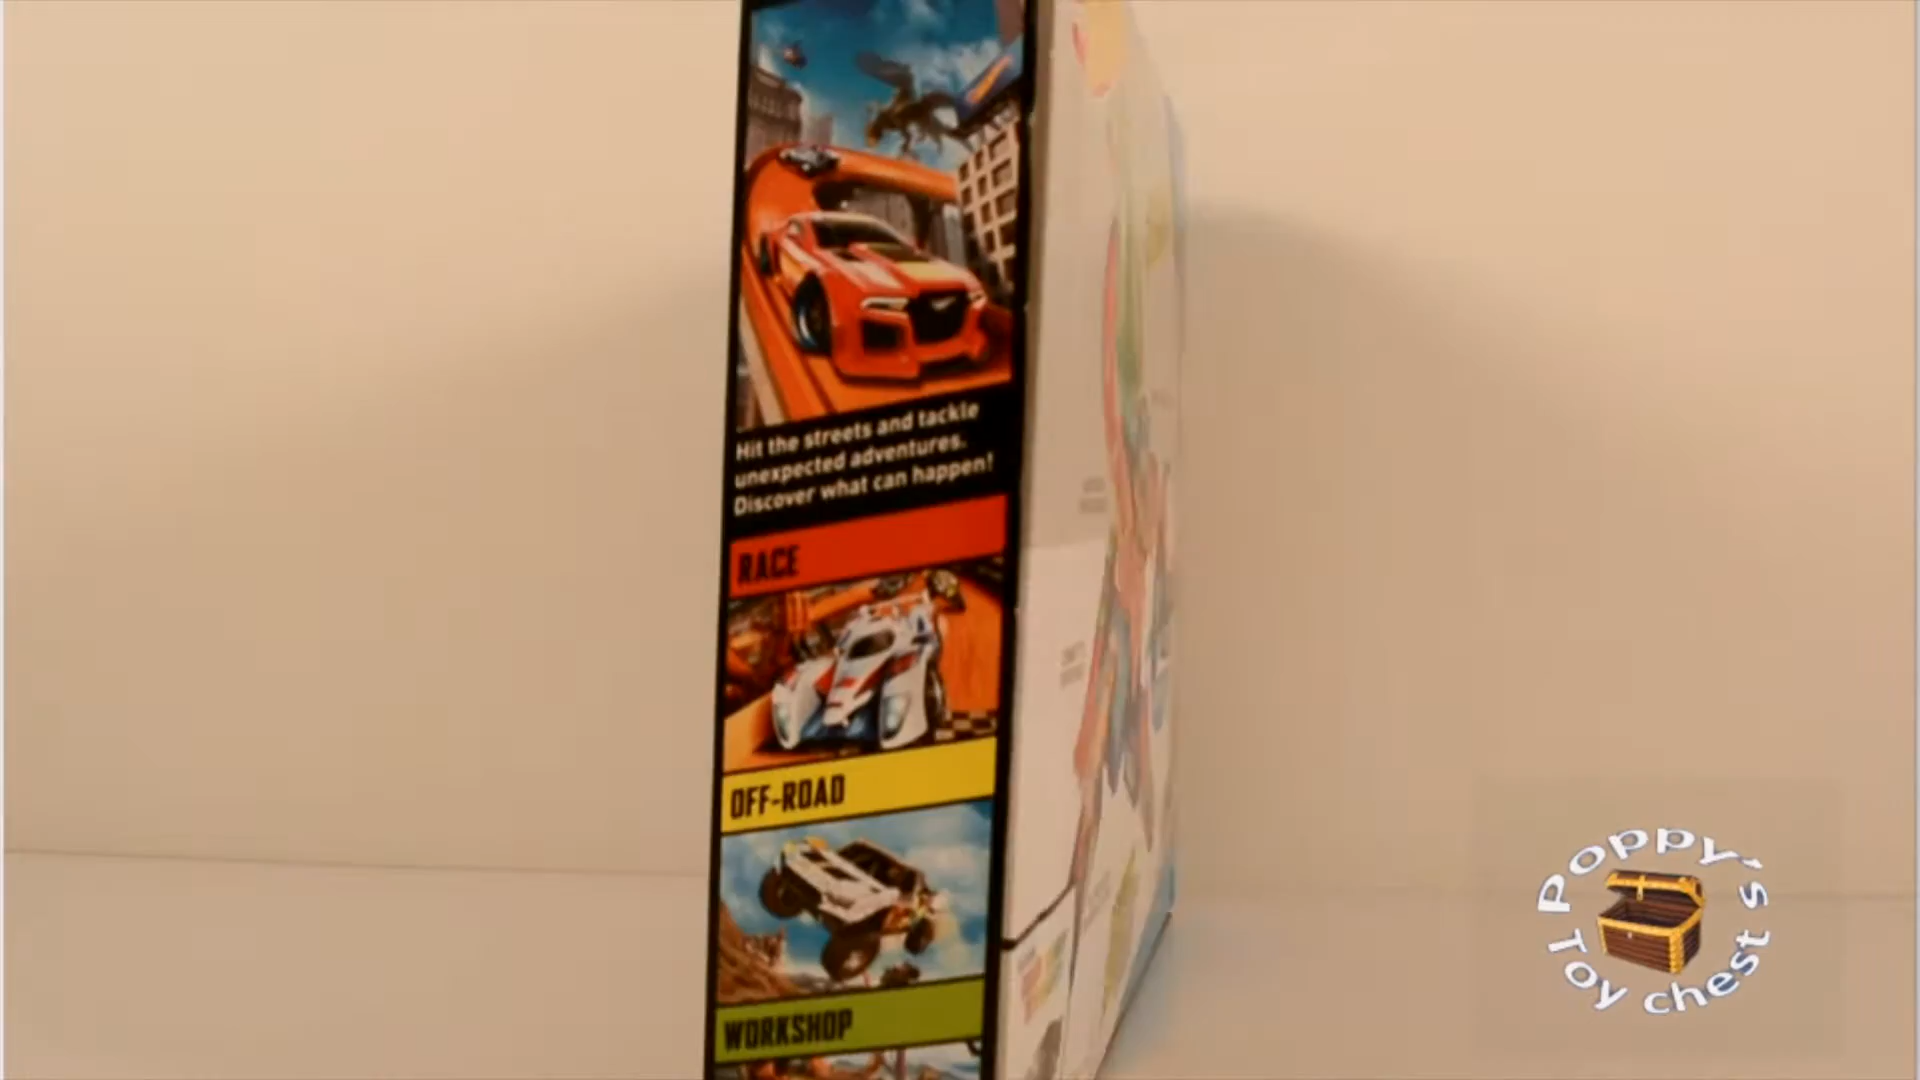 Hit the streets and tackle
unexpected adventures.
Discover what can happen!
RACE
OFF-ROAD
WORKSHOP
Poppy's
Toy chest